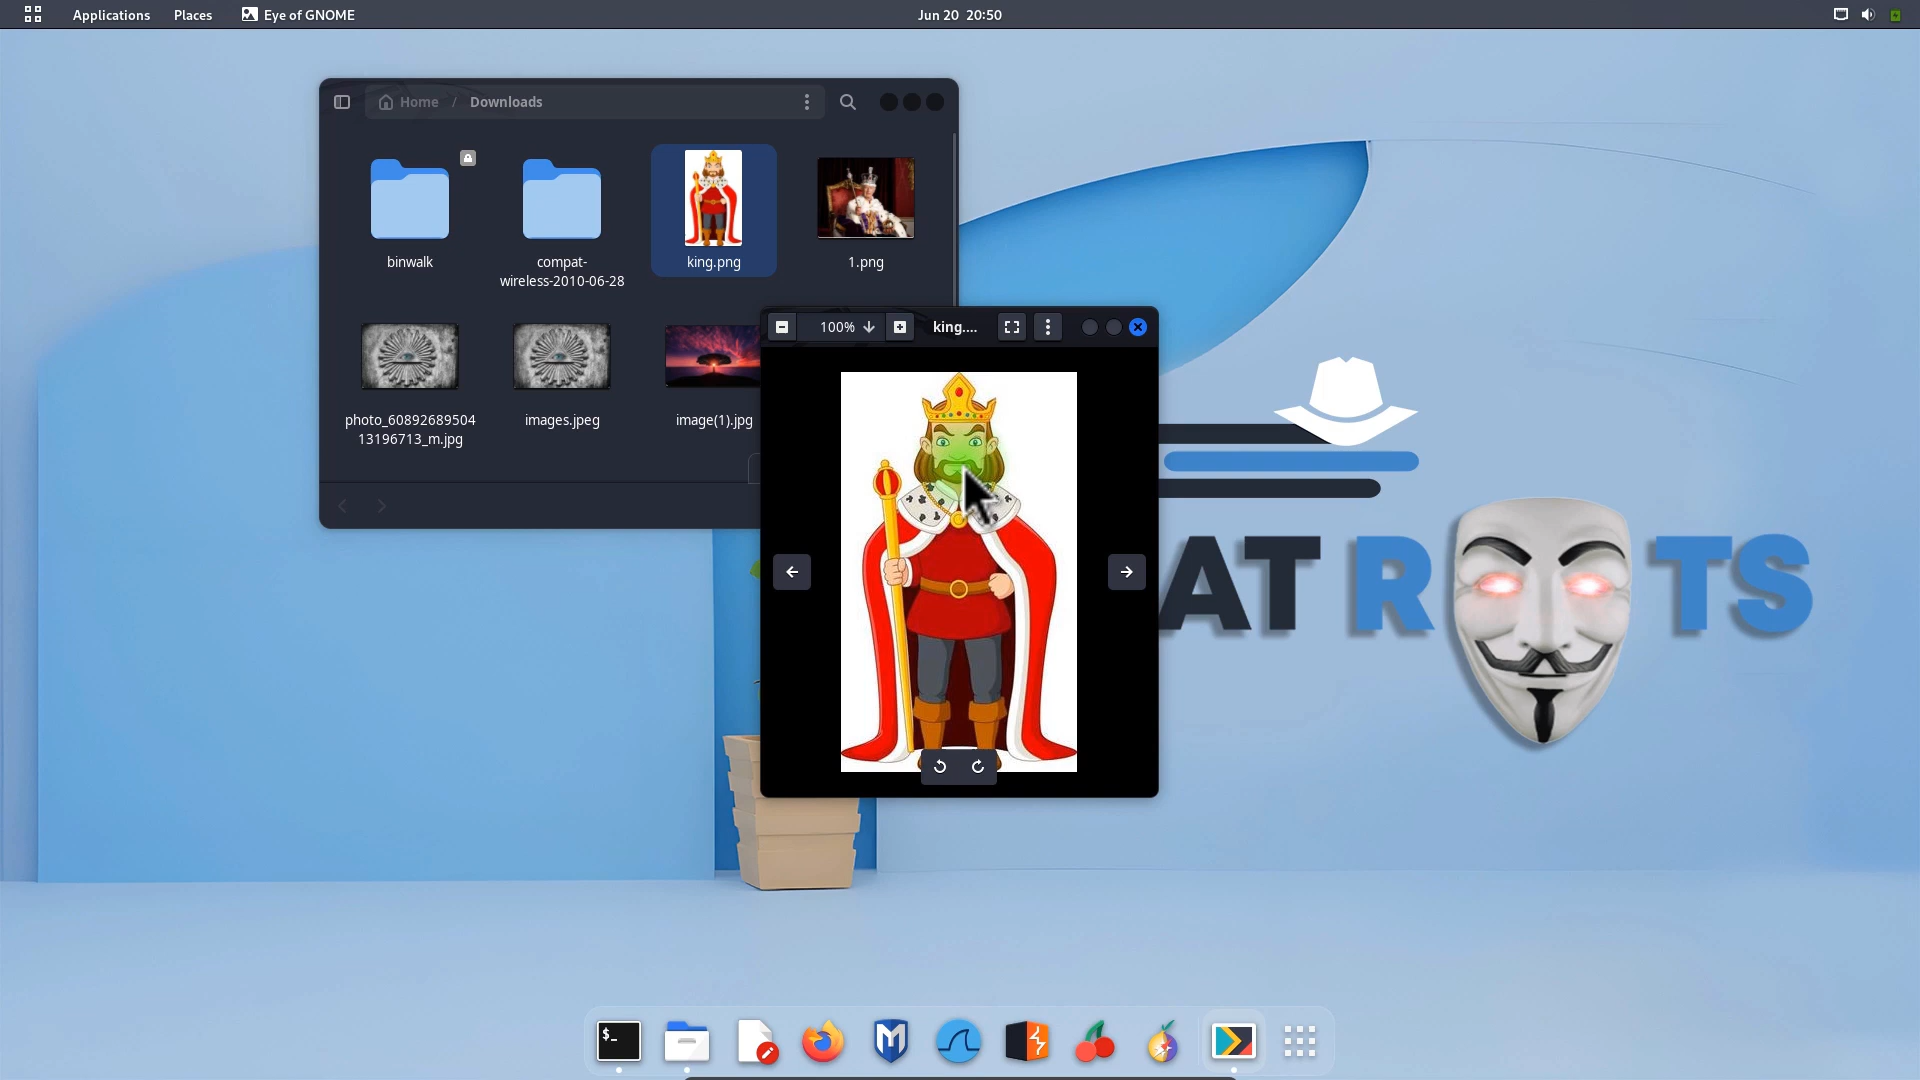 Applications Places Eye of GNOME Jun 20 20:50
Home / Downloads
binwalk
compat-
wireless-2010-06-28
king.png
1.png
100% king....
photo_60892689504
13196713_m.jpg
images.jpeg
image(1).jpg
AT R TS
$_